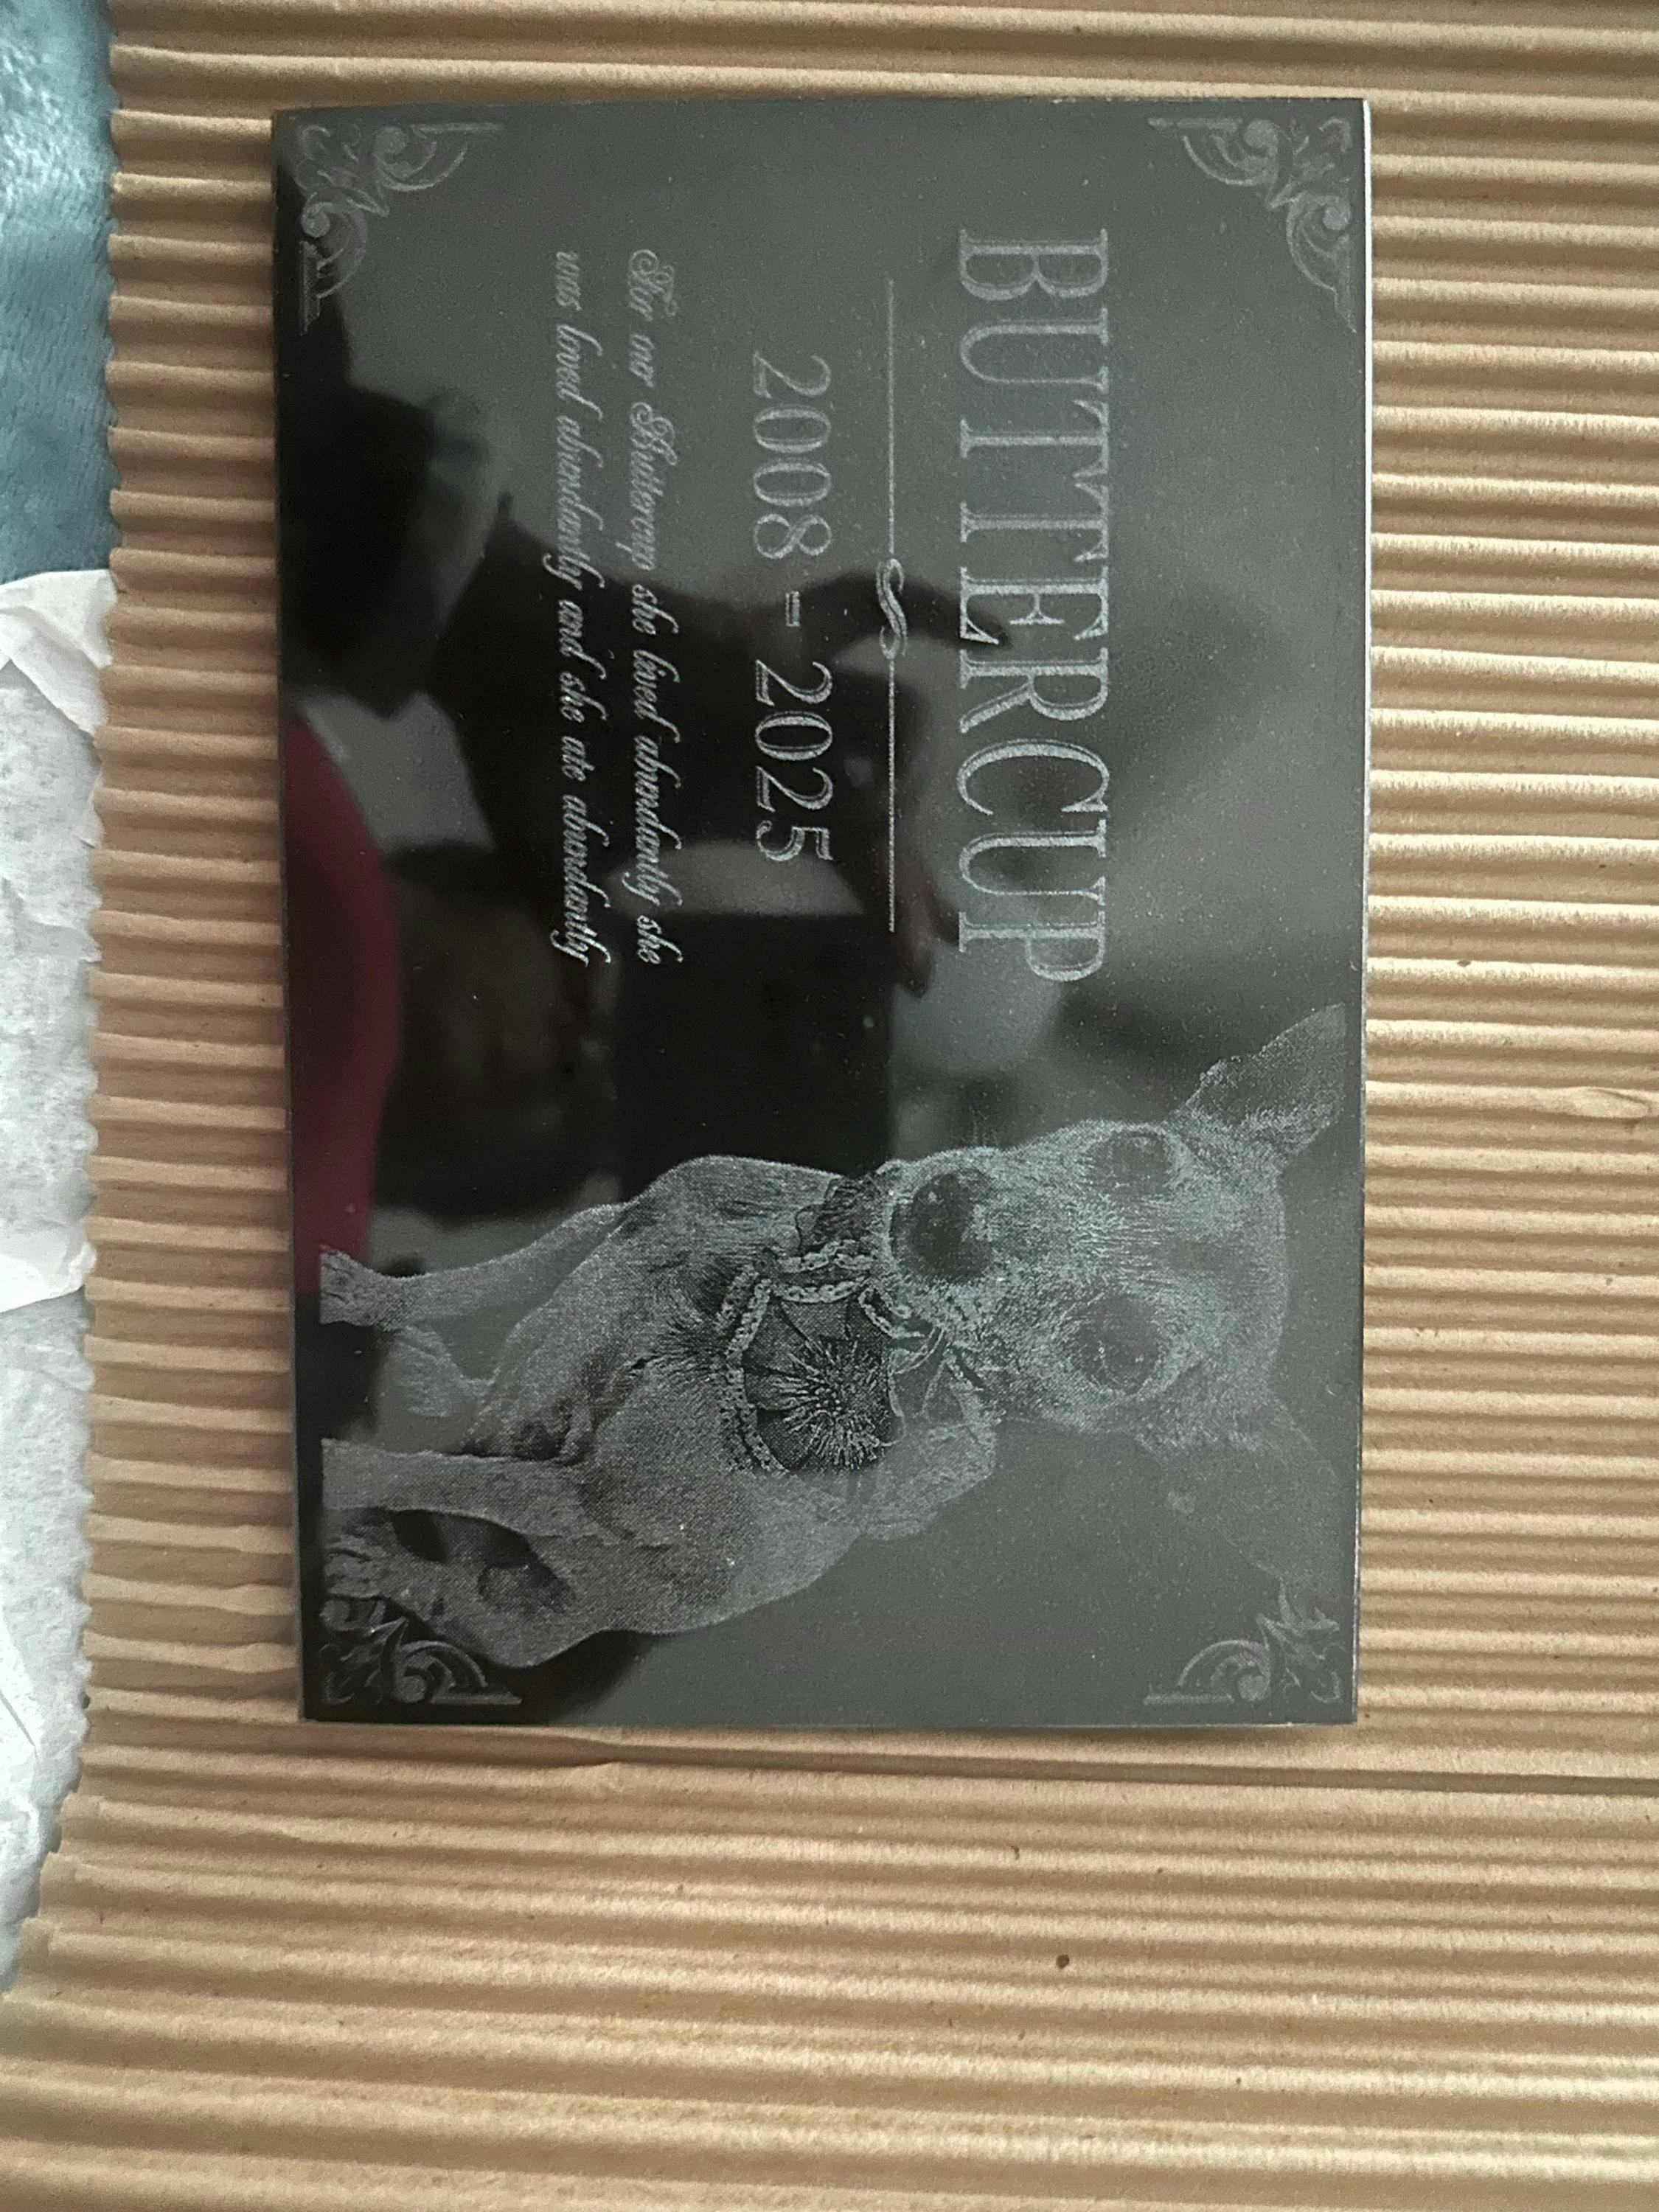 BUTTERCUP
2008 - 2025
For our Buttercup she lived abundantly she
was loved abundantly and she ate abundantly